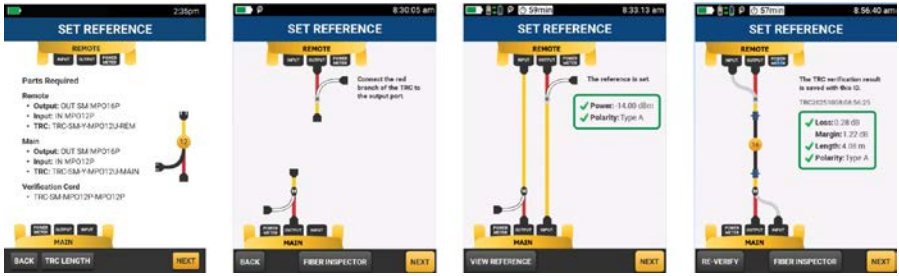 2:35pm
SET REFERENCE
REMOTE
INPUT OUTPUT POWER METER
Parts Required
Remote
• Output: OUT SM MPO16P
• Input: IN MPO12P
• TRC: TRC-SM-Y-MPO12U-REM
Main
• Output: OUT SM MPO16P
• Input: IN MPO12P
• TRC: TRC-SM-Y-MPO12U-MAIN
Verification Cord
• TRC-SM-MPO12P-MPO12P
12
POWER METER OUTPUT INPUT
MAIN
BACK TRC LENGTH NEXT
8:30:05 am
SET REFERENCE
REMOTE
INPUT OUTPUT POWER METER
Connect the red
branch of the TRC to
the output port.
POWER METER OUTPUT INPUT
MAIN
BACK FIBER INSPECTOR NEXT
59min 8:33:13 am
SET REFERENCE
REMOTE
INPUT OUTPUT POWER METER
The reference is set.
Power: -14.00 dBm
Polarity: Type A
POWER METER OUTPUT INPUT
MAIN
VIEW REFERENCE NEXT
57min 8:56:40 am
SET REFERENCE
REMOTE
INPUT OUTPUT POWER METER
The TRC verification result
is saved with this ID.
TRC20251008:08:56:25
Loss: 0.28 dB
Margin: 1.22 dB
Length: 4.08 m
Polarity: Type A
POWER METER OUTPUT INPUT
MAIN
RE-VERIFY FIBER INSPECTOR NEXT